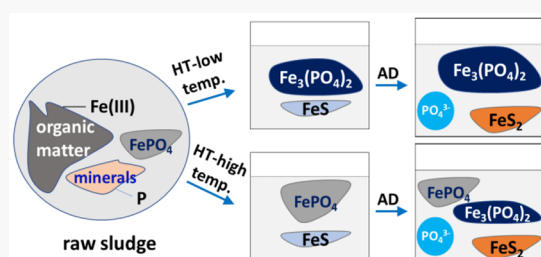 Fe(III)
organic
matter
FePO₄
minerals
P
raw sludge
HT-low
temp.
HT-high
temp.
Fe₃(PO₄)₂
FeS
AD
Fe₃(PO₄)₂
PO₄³⁻
FeS₂
FePO₄
FeS
AD
FePO₄
Fe₃(PO₄)₂
PO₄³⁻
FeS₂